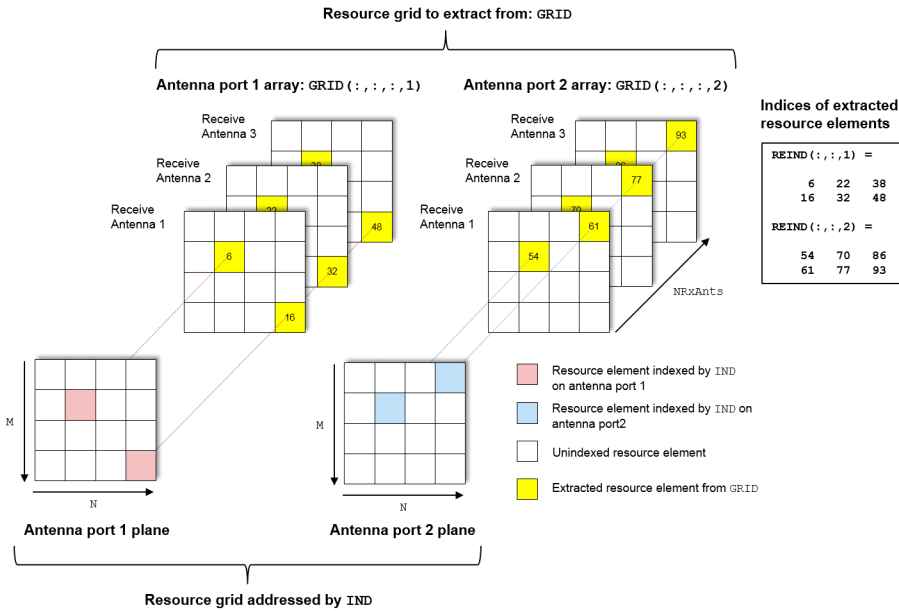 Resource grid to extract from: GRID
Antenna port 1 array: GRID(:,:,:,1)
Antenna port 2 array: GRID(:,:,:,2)
Receive
Antenna 3
Receive
Antenna 2
Receive
Antenna 1
38
22
6
48
32
16
Receive
Antenna 3
Receive
Antenna 2
Receive
Antenna 1
93
86
77
70
61
54
NRxAnts
Indices of extracted
resource elements
REIND(:,:,1) =
6 22 38
16 32 48
REIND(:,:,2) =
54 70 86
61 77 93
M
N
Antenna port 1 plane
M
N
Antenna port 2 plane
Resource element indexed by IND
on antenna port 1
Resource element indexed by IND on
antenna port2
Unindexed resource element
Extracted resource element from GRID
Resource grid addressed by IND